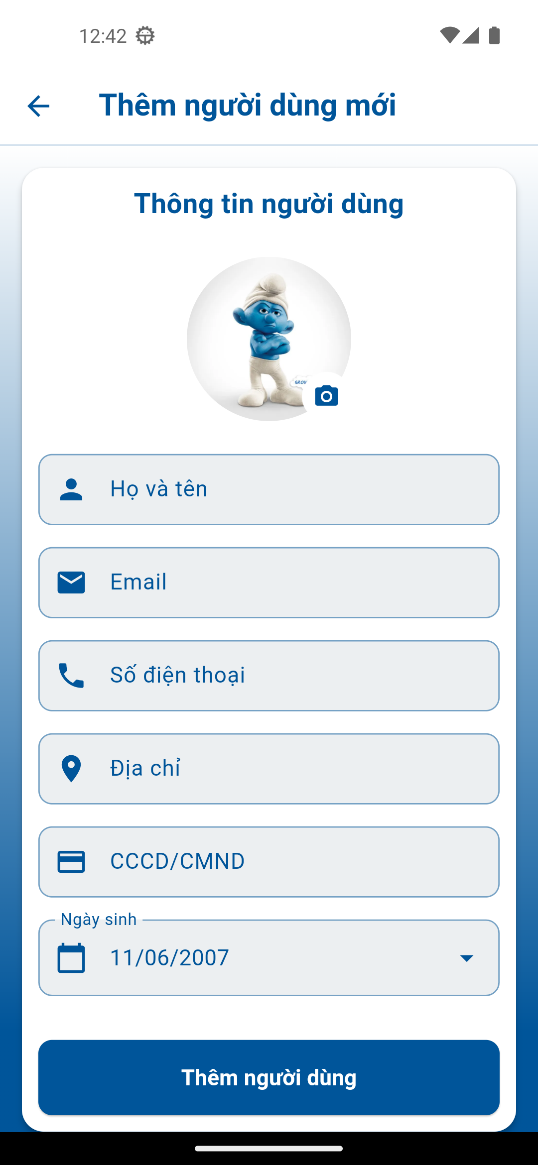 12:42
Thêm người dùng mới
Thông tin người dùng
Họ và tên
Email
Số điện thoại
Địa chỉ
CCCD/CMND
Ngày sinh
11/06/2007
Thêm người dùng